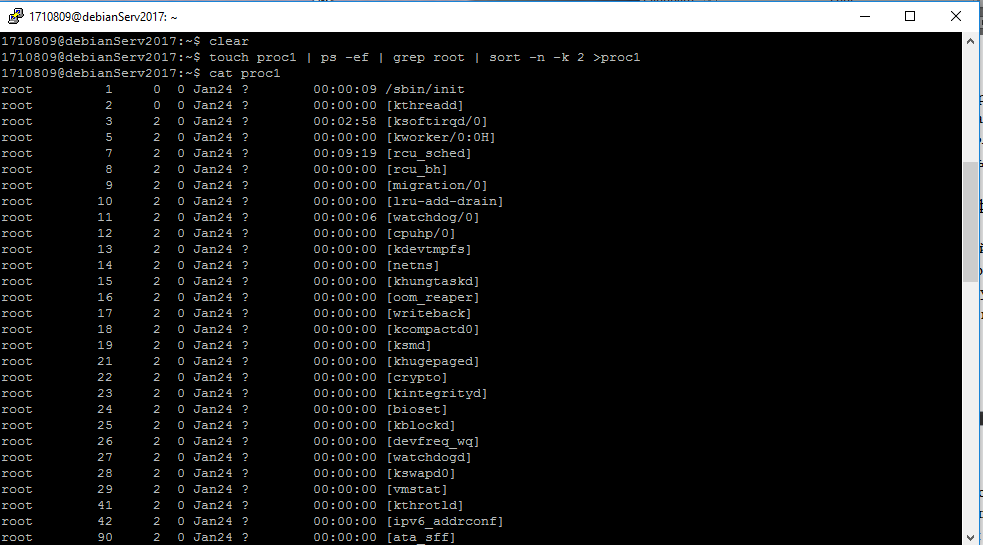 1710809@debianServ2017: ~
1710809@debianServ2017:~$ clear
1710809@debianServ2017:~$ touch proc1 | ps -ef | grep root | sort -n -k 2 >proc1
1710809@debianServ2017:~$ cat proc1
root 1 0 0 Jan24 ? 00:00:09 /sbin/init
root 2 0 0 Jan24 ? 00:00:00 [kthreadd]
root 3 2 0 Jan24 ? 00:02:58 [ksoftirqd/0]
root 5 2 0 Jan24 ? 00:00:00 [kworker/0:0H]
root 7 2 0 Jan24 ? 00:09:19 [rcu_sched]
root 8 2 0 Jan24 ? 00:00:00 [rcu_bh]
root 9 2 0 Jan24 ? 00:00:00 [migration/0]
root 10 2 0 Jan24 ? 00:00:00 [lru-add-drain]
root 11 2 0 Jan24 ? 00:00:06 [watchdog/0]
root 12 2 0 Jan24 ? 00:00:00 [cpuhp/0]
root 13 2 0 Jan24 ? 00:00:00 [kdevtmpfs]
root 14 2 0 Jan24 ? 00:00:00 [netns]
root 15 2 0 Jan24 ? 00:00:00 [khungtaskd]
root 16 2 0 Jan24 ? 00:00:00 [oom_reaper]
root 17 2 0 Jan24 ? 00:00:00 [writeback]
root 18 2 0 Jan24 ? 00:00:00 [kcompactd0]
root 19 2 0 Jan24 ? 00:00:00 [ksmd]
root 21 2 0 Jan24 ? 00:00:00 [khugepaged]
root 22 2 0 Jan24 ? 00:00:00 [crypto]
root 23 2 0 Jan24 ? 00:00:00 [kintegrityd]
root 24 2 0 Jan24 ? 00:00:00 [bioset]
root 25 2 0 Jan24 ? 00:00:00 [kblockd]
root 26 2 0 Jan24 ? 00:00:00 [devfreq_wq]
root 27 2 0 Jan24 ? 00:00:00 [watchdogd]
root 28 2 0 Jan24 ? 00:00:00 [kswapd0]
root 29 2 0 Jan24 ? 00:00:00 [vmstat]
root 41 2 0 Jan24 ? 00:00:00 [kthrotld]
root 42 2 0 Jan24 ? 00:00:00 [ipv6_addrconf]
root 90 2 0 Jan24 ? 00:00:00 [ata_sff]